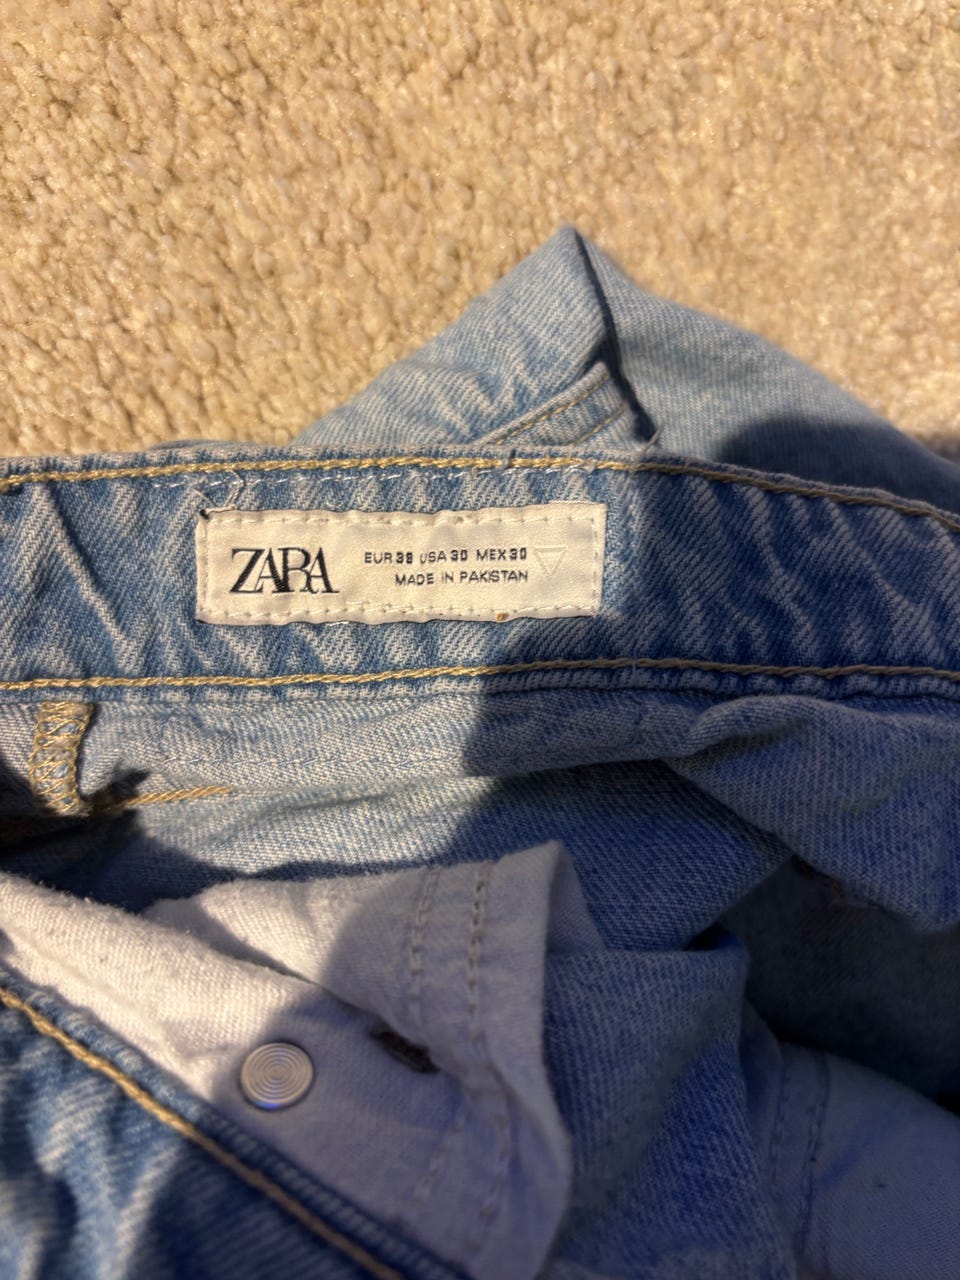 ZARA
EUR 38 USA 30 MEX 30
MADE IN PAKISTAN